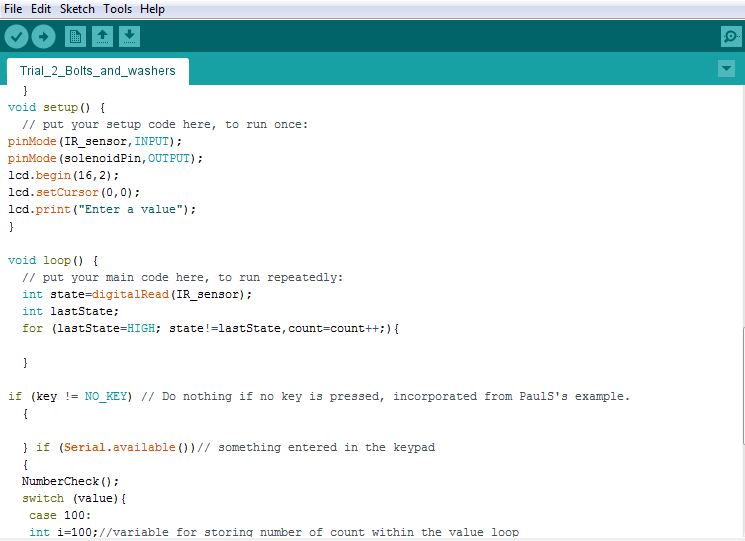 File Edit Sketch Tools Help
Trial_2_Bolts_and_washers
}
void setup() {
// put your setup code here, to run once:
pinMode(IR_sensor,INPUT);
pinMode(solenoidPin,OUTPUT);
lcd.begin(16,2);
lcd.setCursor(0,0);
lcd.print("Enter a value");
}
void loop() {
// put your main code here, to run repeatedly:
int state=digitalRead(IR_sensor);
int lastState;
for (lastState=HIGH; state!=lastState,count=count++;){
}
if (key != NO_KEY) // Do nothing if no key is pressed, incorporated from PaulS's example.
{
} if (Serial.available())// something entered in the keypad
{
NumberCheck();
switch (value){
case 100:
int i=100;//variable for storing number of count within the value loop